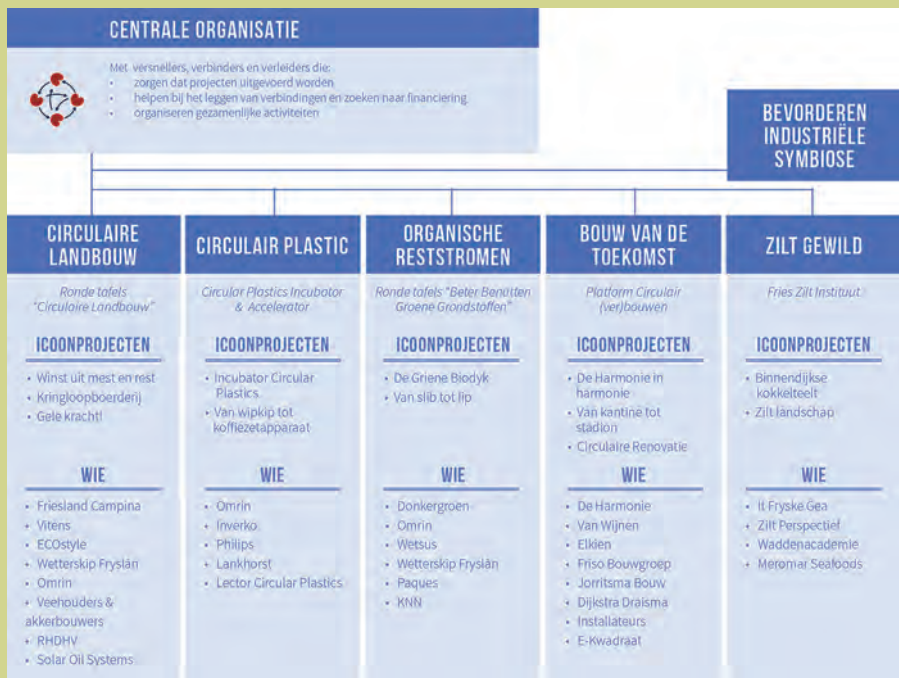 CENTRALE ORGANISATIE
Met versnellers, verbinders en verleiders die:
• zorgen dat projecten uitgevoerd worden
• helpen bij het leggen van verbindingen en zoeken naar financiering
• organiseren gezamenlijke activiteiten
BEVORDEREN
INDUSTRIËLE
SYMBIOSE
CIRCULAIRE
LANDBOUW
Ronde tafels
"Circulaire Landbouw"
ICOONPROJECTEN
• Winst uit mest en rest
• Kringloopboerderij
• Gele kracht!
WIE
• Friesland Campina
• Vitens
• ECOstyle
• Wetterskip Fryslân
• Omrin
• Veehouders &
akkerbouwers
• RHDHV
• Solar Oil Systems
CIRCULAIR PLASTIC
Circular Plastics Incubator
& Accelerator
ICOONPROJECTEN
• Incubator Circular
Plastics
• Van wipkip tot
koffiezetapparaat
WIE
• Omrin
• Inverko
• Philips
• Lankhorst
• Lector Circular Plastics
ORGANISCHE
RESTSTROMEN
Ronde tafels "Beter Benutten
Groene Grondstoffen"
ICOONPROJECTEN
• De Griene Biodyk
• Van slib tot lip
WIE
• Donkergroen
• Omrin
• Wetsus
• Wetterskip Fryslân
• Paques
• KNN
BOUW VAN DE
TOEKOMST
Platform Circulair
(ver)bouwen
ICOONPROJECTEN
• De Harmonie in
harmonie
• Van kantine tot
stadion
• Circulaire Renovatie
WIE
• De Harmonie
• Van Wijnen
• Elkien
• Friso Bouwgroep
• Jorritsma Bouw
• Dijkstra Draisma
• Installateurs
• E-Kwadraat
ZILT GEWILD
Fries Zilt Instituut
ICOONPROJECTEN
• Binnendijkse
kokkelteelt
• Zilt landschap
WIE
• It Fryske Gea
• Zilt Perspectief
• Waddenacademie
• Meromar Seafoods